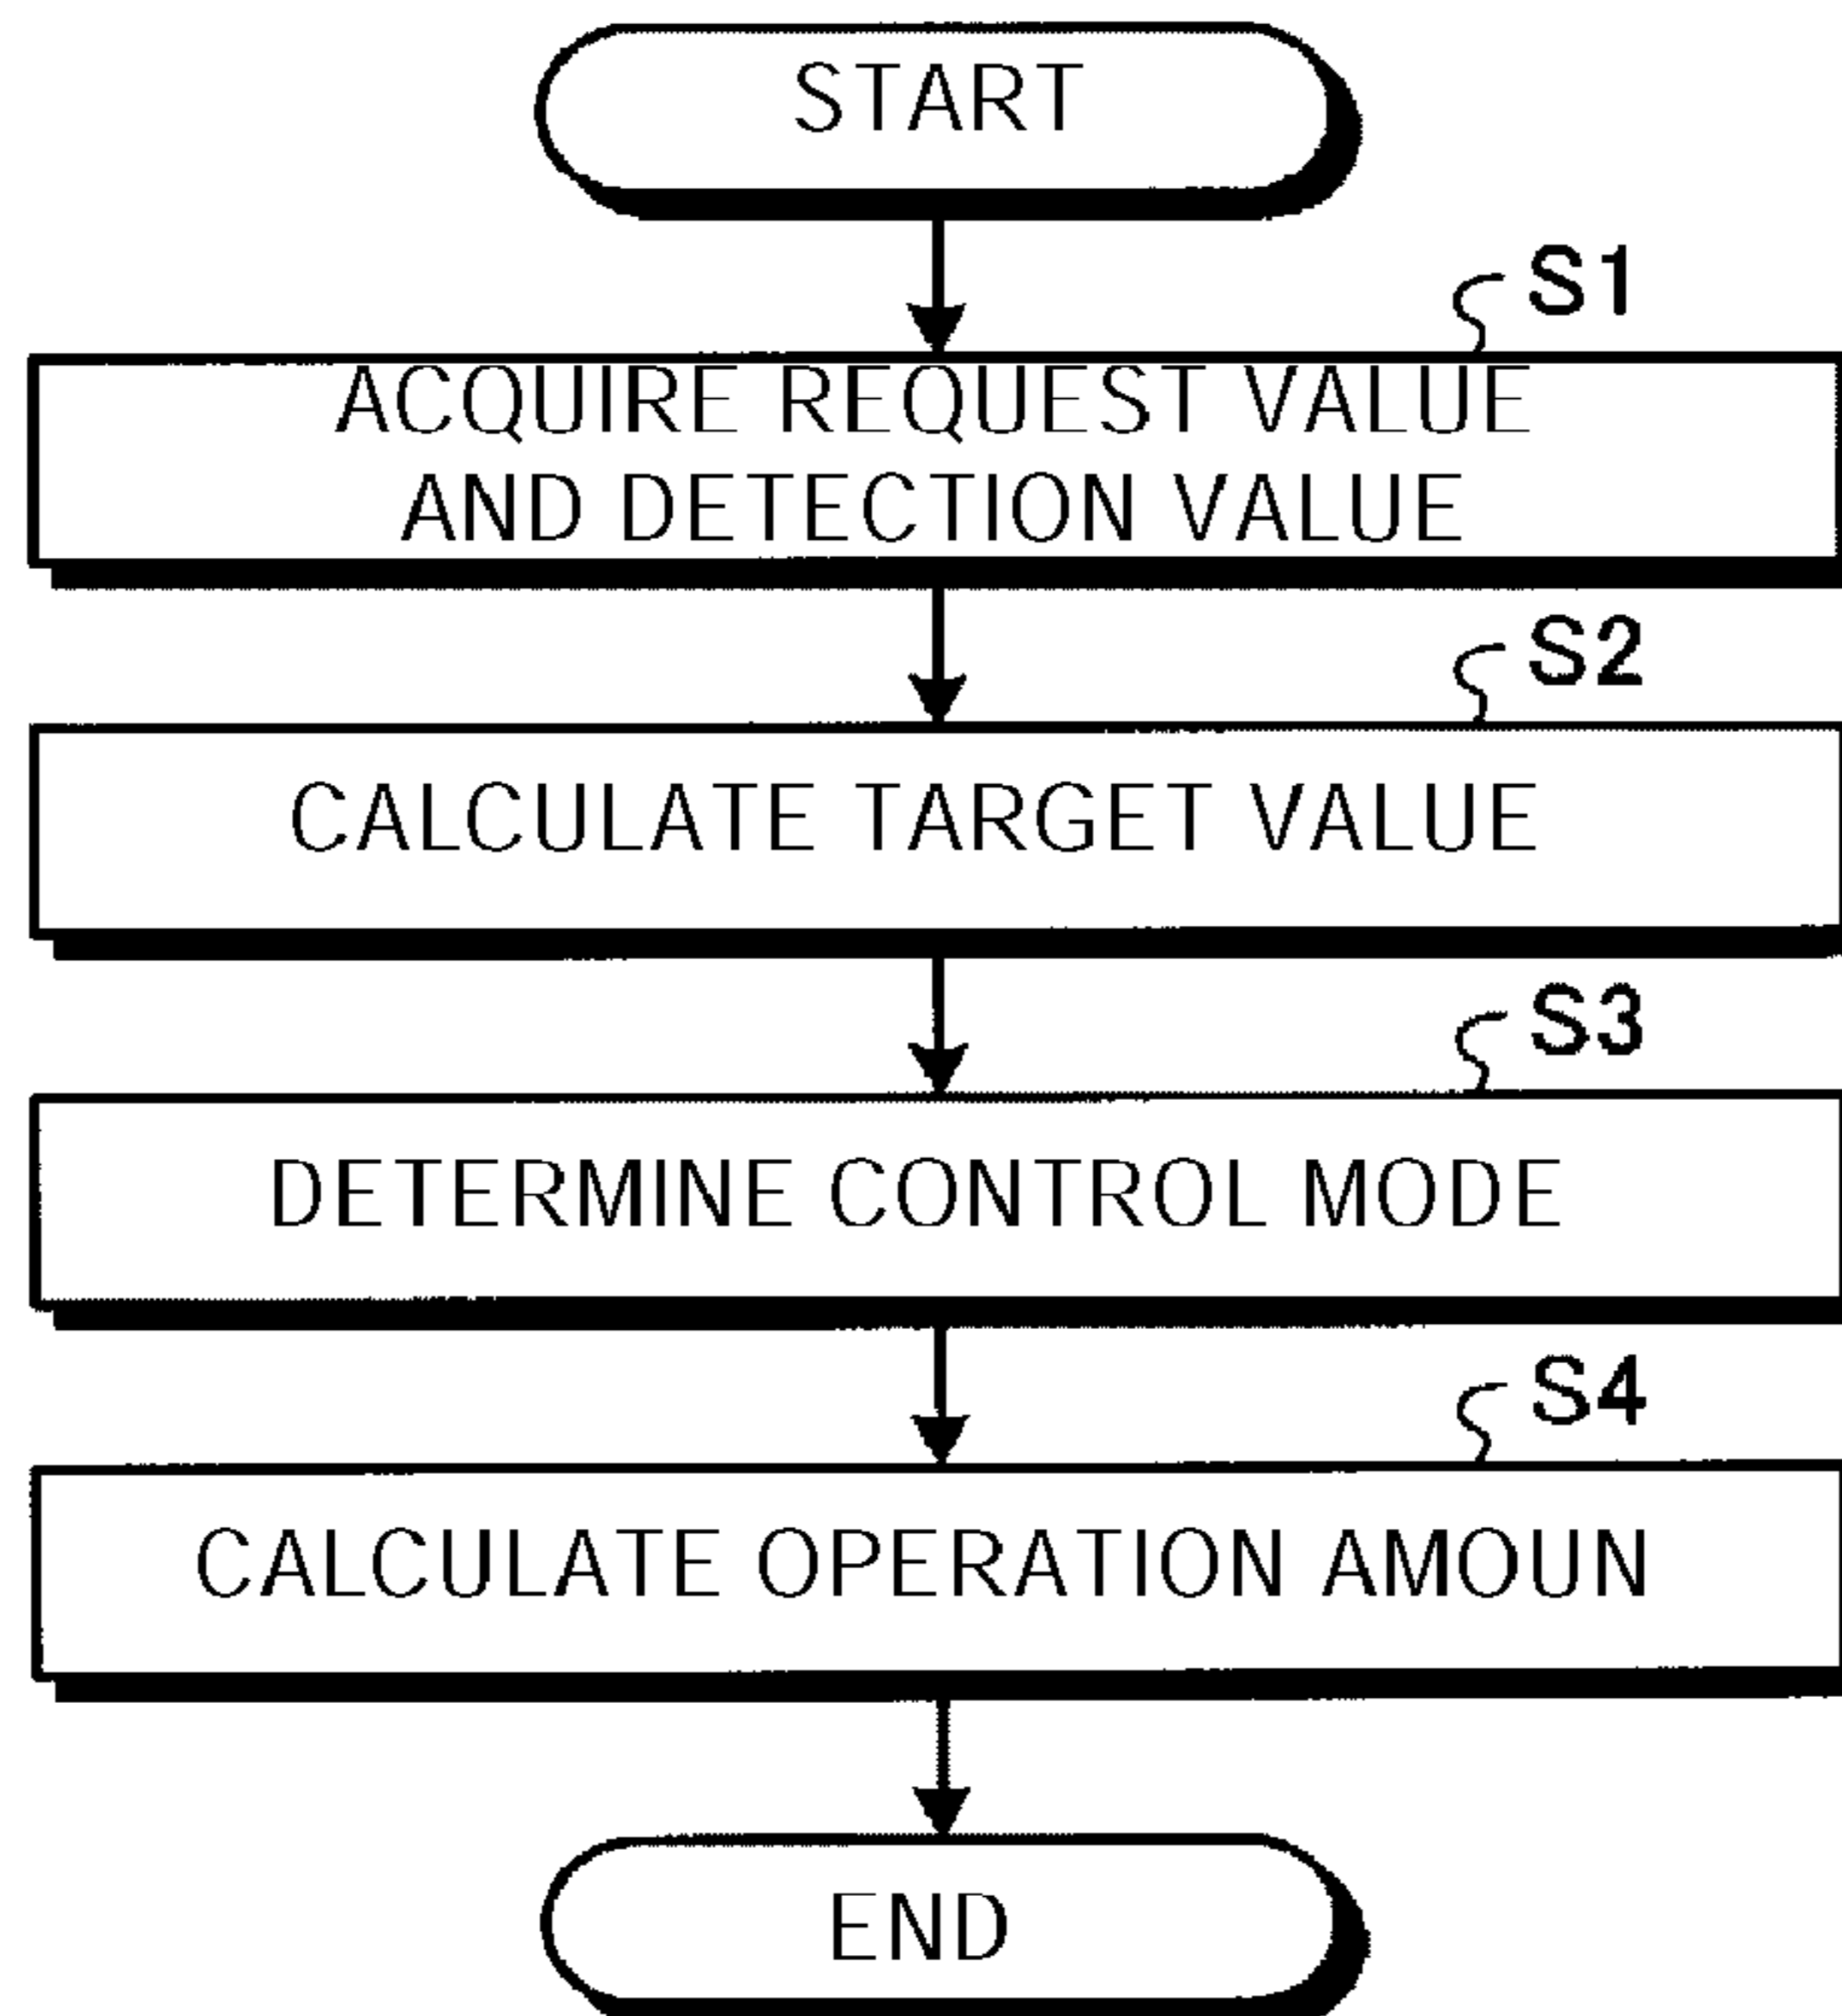 START
S1
ACQUIRE REQUEST VALUE
AND DETECTION VALUE
S2
CALCULATE TARGET VALUE
S3
DETERMINE CONTROL MODE
S4
CALCULATE OPERATION AMOUN
END